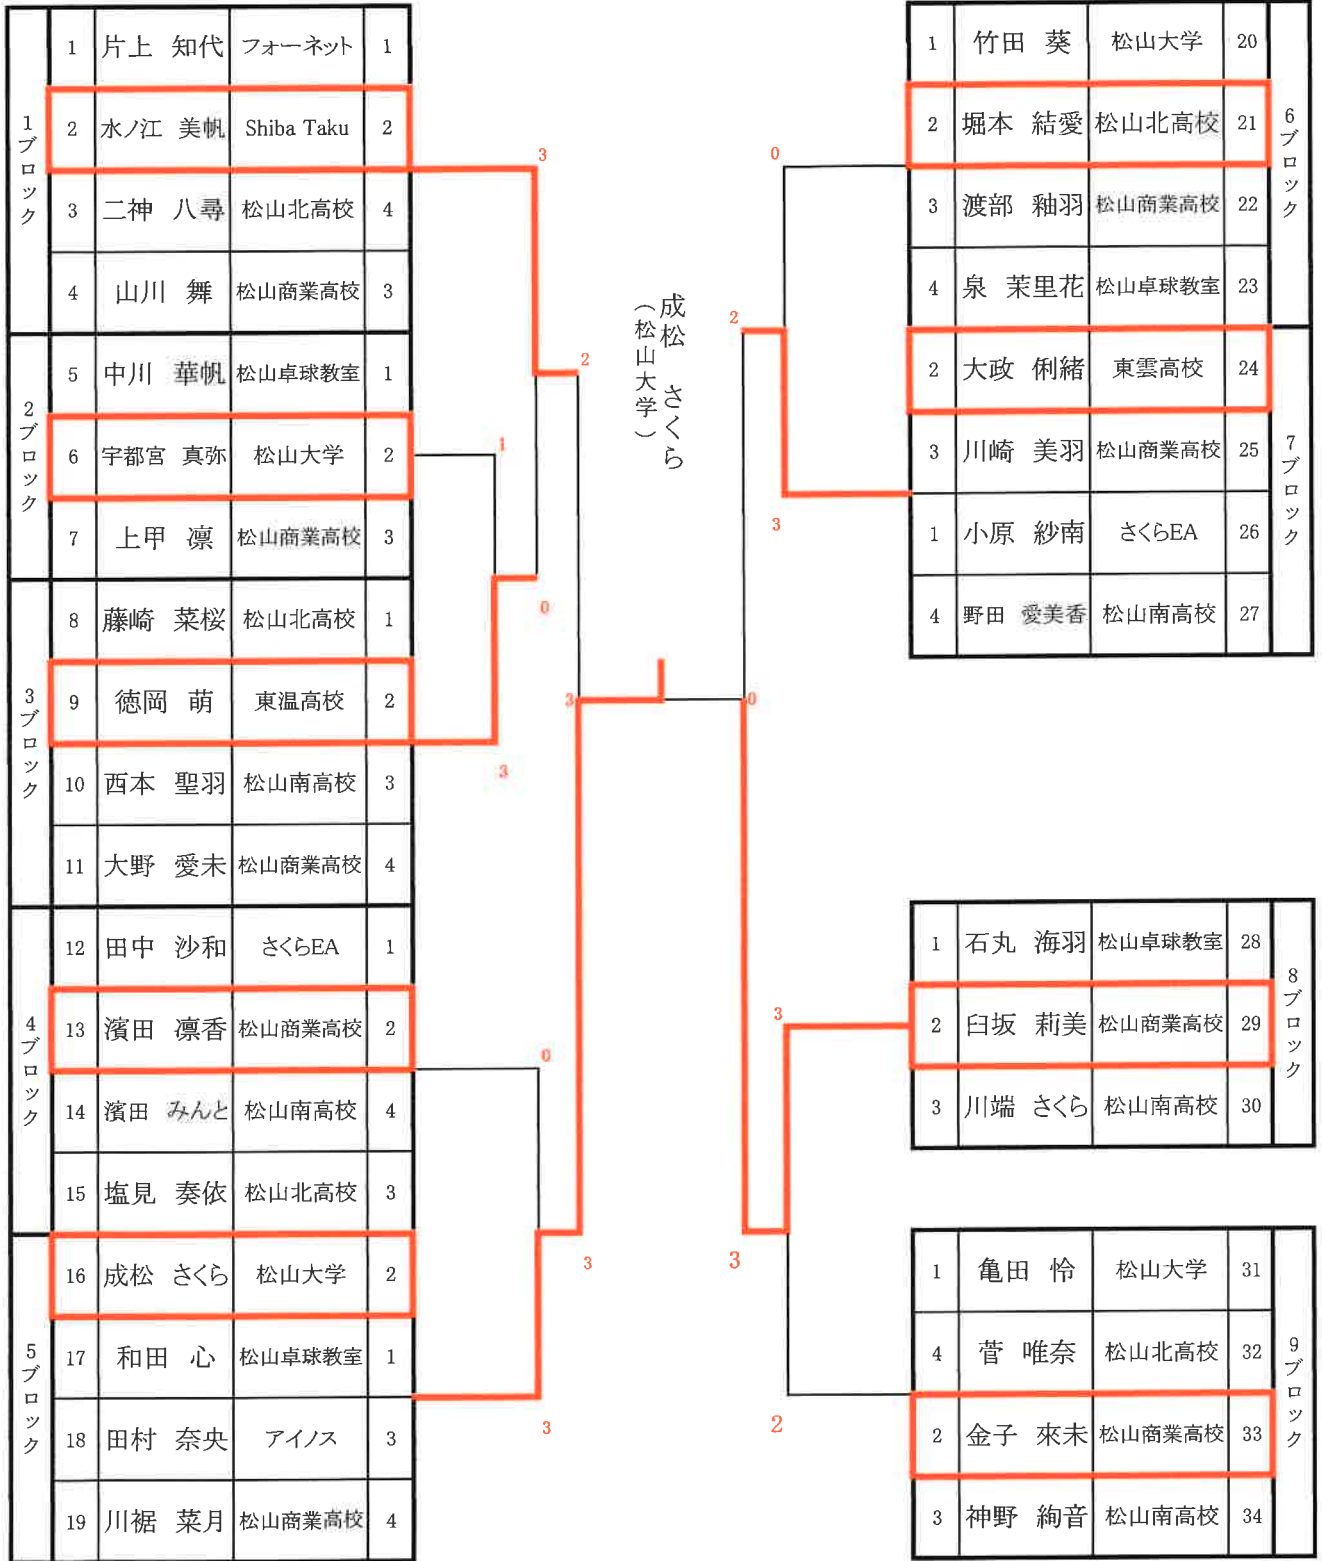 1ブロック
1 片上 知代 フォーネット 1
2 水ノ江 美帆 Shiba Taku 2
3 二神 八尋 松山北高校 4
4 山川 舞 松山商業高校 3
2ブロック
5 中川 華帆 松山卓球教室 1
6 宇都宮 真弥 松山大学 2
7 上甲 凛 松山商業高校 3
3ブロック
8 藤崎 菜桜 松山北高校 1
9 徳岡 萌 東温高校 2
10 西本 聖羽 松山南高校 3
11 大野 愛未 松山商業高校 4
4ブロック
12 田中 沙和 さくらEA 1
13 濱田 凛香 松山商業高校 2
14 濱田 みんと 松山南高校 4
15 塩見 奏依 松山北高校 3
5ブロック
16 成松 さくら 松山大学 2
17 和田 心 松山卓球教室 1
18 田村 奈央 アイノス 3
19 川裾 菜月 松山商業高校 4
3
2
1
0
3
3
0
3
3
成松 さくら
(松山大学)
0
2
3
0
3
3
2
6ブロック
1 竹田 葵 松山大学 20
2 堀本 結愛 松山北高校 21
3 渡部 釉羽 松山商業高校 22
4 泉 茉里花 松山卓球教室 23
7ブロック
2 大政 俐緒 東雲高校 24
3 川崎 美羽 松山商業高校 25
1 小原 紗南 さくらEA 26
4 野田 愛美香 松山南高校 27
8ブロック
1 石丸 海羽 松山卓球教室 28
2 臼坂 莉美 松山商業高校 29
3 川端 さくら 松山南高校 30
9ブロック
1 亀田 怜 松山大学 31
4 菅 唯奈 松山北高校 32
2 金子 來未 松山商業高校 33
3 神野 絢音 松山南高校 34